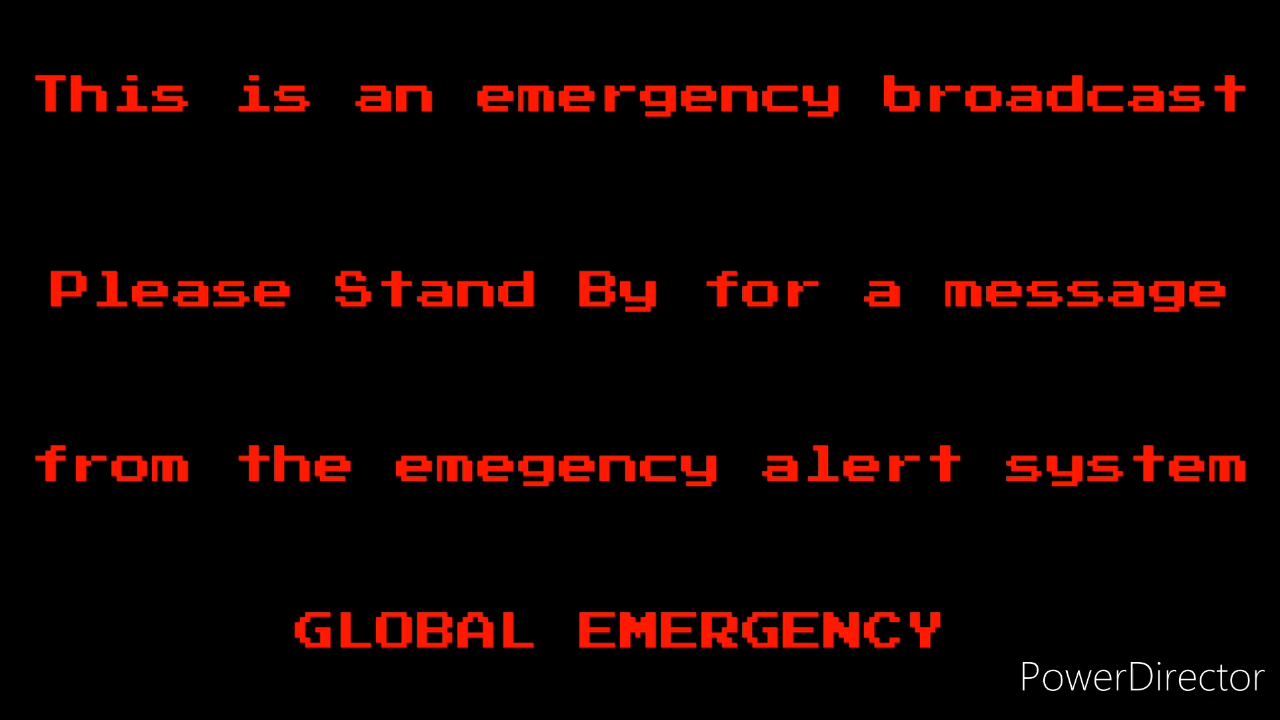 This is an emergency broadcast
Please Stand By for a message
from the emegency alert system
GLOBAL EMERGENCY
PowerDirector